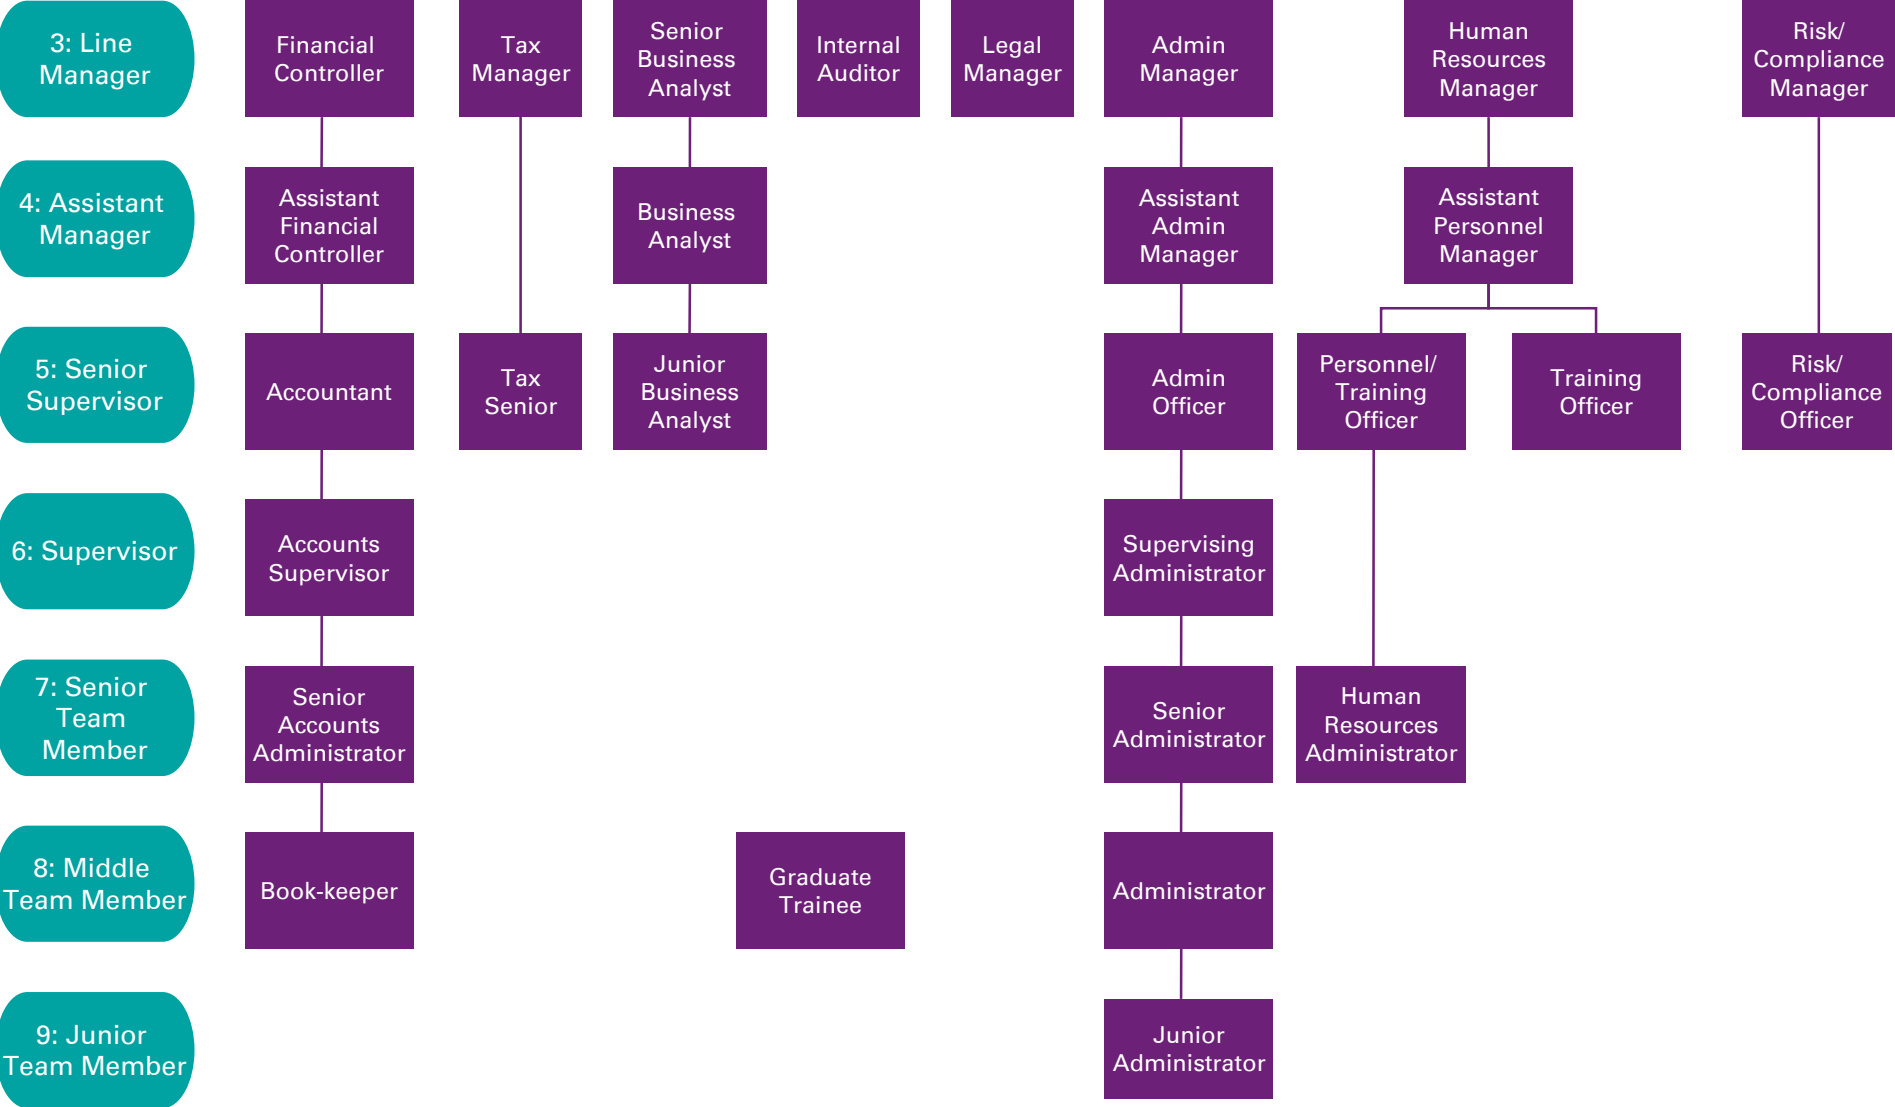 3: Line
Manager
Financial
Controller
Tax
Manager
Senior
Business
Analyst
Internal
Auditor
Legal
Manager
Admin
Manager
Human
Resources
Manager
Risk/
Compliance
Manager
4: Assistant
Manager
Assistant
Financial
Controller
Business
Analyst
Assistant
Admin
Manager
Assistant
Personnel
Manager
5: Senior
Supervisor
Accountant
Tax
Senior
Junior
Business
Analyst
Admin
Officer
Personnel/
Training
Officer
Training
Officer
Risk/
Compliance
Officer
6: Supervisor
Accounts
Supervisor
Supervising
Administrator
7: Senior
Team
Member
Senior
Accounts
Administrator
Senior
Administrator
Human
Resources
Administrator
8: Middle
Team Member
Book-keeper
Graduate
Trainee
Administrator
9: Junior
Team Member
Junior
Administrator